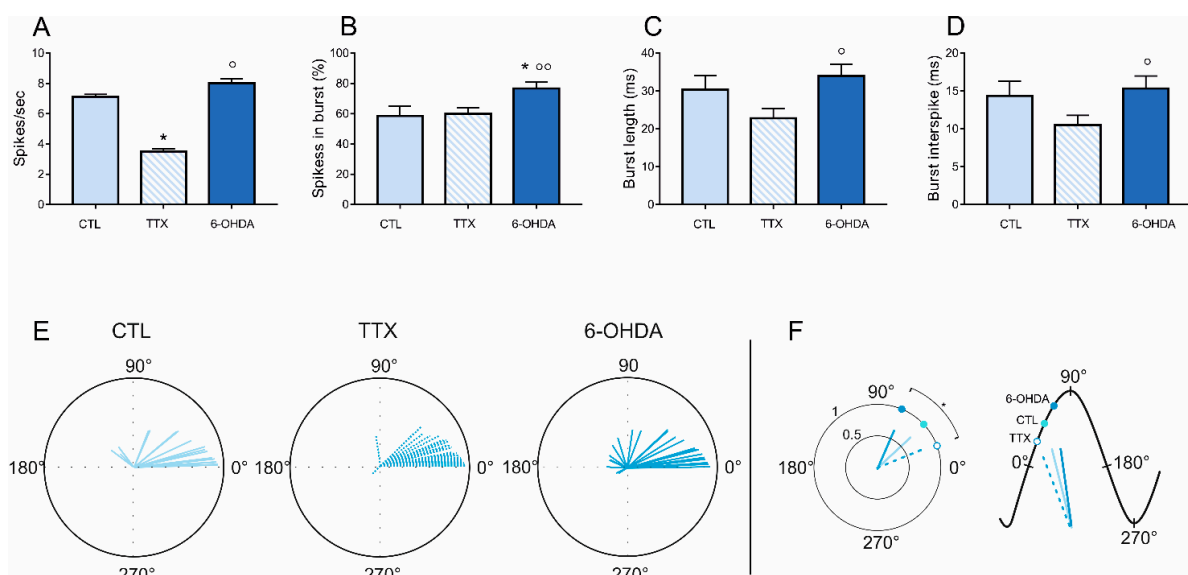 A
Spikes/sec
10
8
6
4
2
0
*
○
CTL
TTX
6-OHDA
B
Spikess in burst (%)
100
80
60
40
20
0
* ○○
CTL
TTX
6-OHDA
C
Burst length (ms)
40
30
20
10
0
○
CTL
TTX
6-OHDA
D
Burst interspike (ms)
20
15
10
5
0
○
CTL
TTX
6-OHDA
E
CTL
90°
180°
0°
270°
TTX
90°
180°
0°
270°
6-OHDA
90
180°
0°
270°
F
90°
*
1
0.5
180°
0°
270°
90°
6-OHDA
CTL
TTX
0°
180°
270°